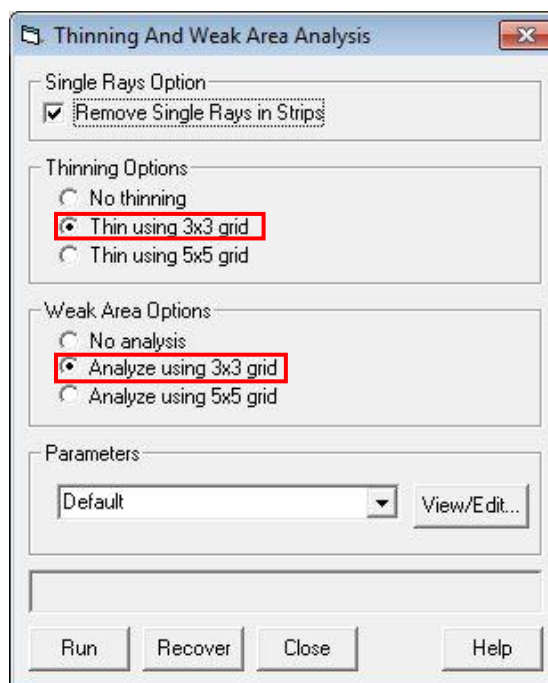 Thinning And Weak Area Analysis
Single Rays Option
Remove Single Rays in Strips
Thinning Options
No thinning
Thin using 3x3 grid
Thin using 5x5 grid
Weak Area Options
No analysis
Analyze using 3x3 grid
Analyze using 5x5 grid
Parameters
Default View/Edit...
Run Recover Close Help